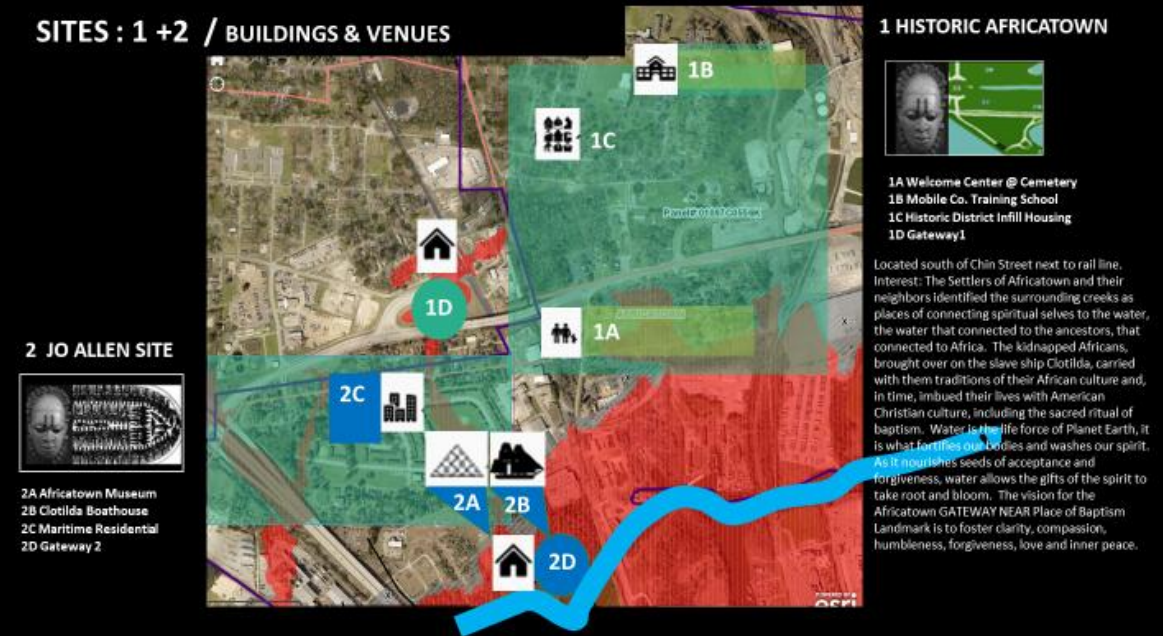 SITES : 1 +2 / BUILDINGS & VENUES
1 HISTORIC AFRICATOWN
1B
1C
1A Welcome Center @ Cemetery
1B Mobile Co. Training School
1C Historic District Infill Housing
1D Gateway1
Located south of Chin Street next to rail line.
Interest: The Settlers of Africatown and their
neighbors identified the surrounding creeks as
places of connecting spiritual selves to the water,
the water that connected to the ancestors, that
connected to Africa. The kidnapped Africans,
brought over on the slave ship Clotilda, carried
with them traditions of their African culture and,
in time, imbued their lives with American
Christian culture, including the sacred ritual of
baptism. Water is the life force of Planet Earth, it
is what fortifies our bodies and washes our spirit.
As it nourishes seeds of acceptance and
forgiveness, water allows the gifts of the spirit to
take root and bloom. The vision for the
Africatown GATEWAY NEAR Place of Baptism
Landmark is to foster clarity, compassion,
humbleness, forgiveness, love and inner peace.
1D
1A
2 JO ALLEN SITE
2C
2A
2B
2A Africatown Museum
2B Clotilda Boathouse
2C Maritime Residential
2D Gateway 2
2D
POWERED BY
esri